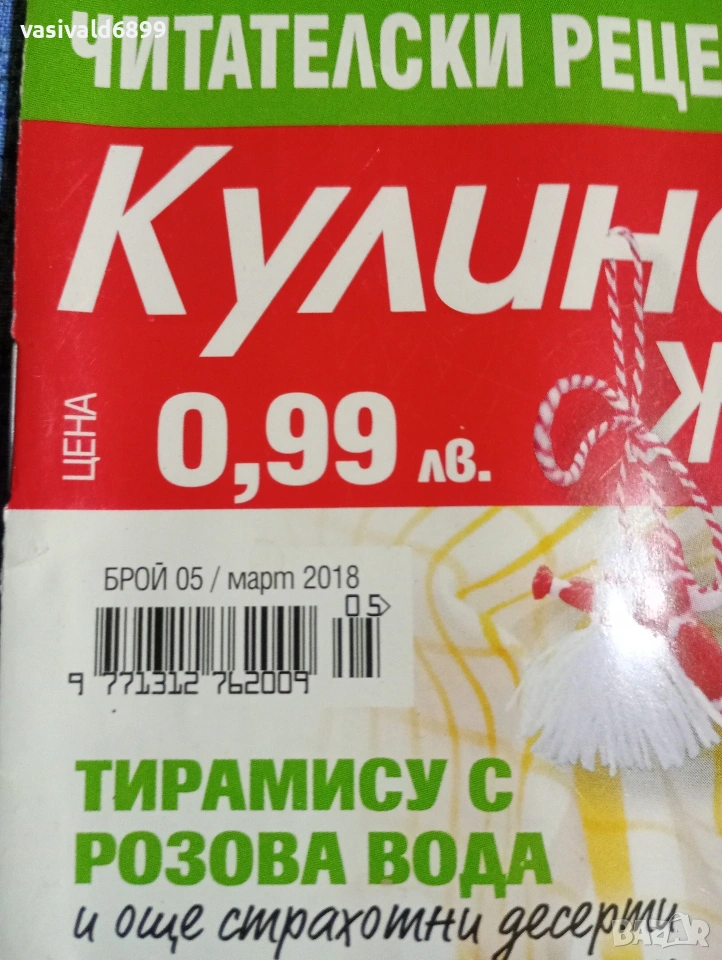 vasivald6899
ЧИТАТЕЛСКИ РЕЦЕ
Кулин
Ж
ЦЕНА 0,99 лв.
БРОЙ 05 / март 2018
05
9 771312 762009
ТИРАМИСУ С
РОЗОВА ВОДА
и още страхотни десерти
BAZAR